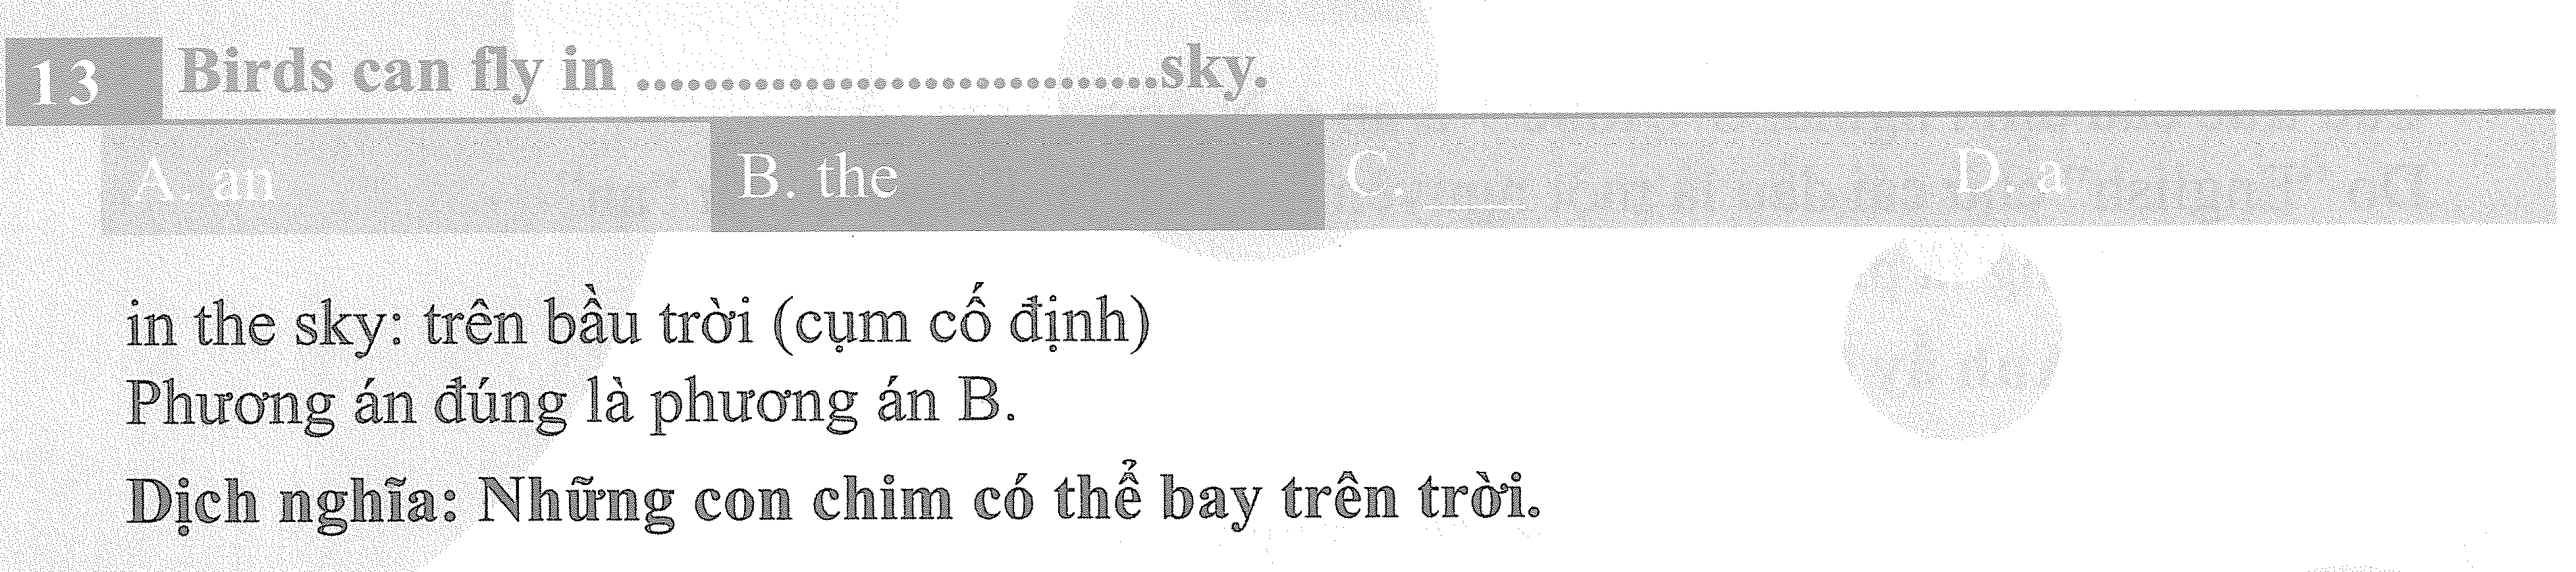 13 Birds can fly in ...............................sky.
A. an B. the C. ____ D. a
in the sky: trên bầu trời (cụm cố định)
Phương án đúng là phương án B.
Dịch nghĩa: Những con chim có thể bay trên trời.